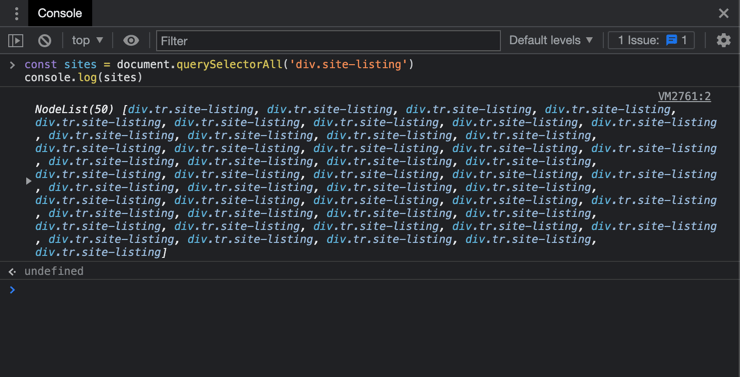 Console
top
Filter
Default levels
1 Issue: 1
const sites = document.querySelectorAll('div.site-listing')
console.log(sites)
VM2761:2
NodeList(50) [div.tr.site-listing, div.tr.site-listing, div.tr.site-listing, div.tr.site-listing,
div.tr.site-listing, div.tr.site-listing, div.tr.site-listing, div.tr.site-listing, div.tr.site-listing
, div.tr.site-listing, div.tr.site-listing, div.tr.site-listing, div.tr.site-listing,
div.tr.site-listing, div.tr.site-listing, div.tr.site-listing, div.tr.site-listing, div.tr.site-listing
, div.tr.site-listing, div.tr.site-listing, div.tr.site-listing, div.tr.site-listing,
div.tr.site-listing, div.tr.site-listing, div.tr.site-listing, div.tr.site-listing, div.tr.site-listing
, div.tr.site-listing, div.tr.site-listing, div.tr.site-listing, div.tr.site-listing,
div.tr.site-listing, div.tr.site-listing, div.tr.site-listing, div.tr.site-listing, div.tr.site-listing
, div.tr.site-listing, div.tr.site-listing, div.tr.site-listing, div.tr.site-listing,
div.tr.site-listing, div.tr.site-listing, div.tr.site-listing, div.tr.site-listing, div.tr.site-listing
, div.tr.site-listing, div.tr.site-listing, div.tr.site-listing, div.tr.site-listing,
div.tr.site-listing]
undefined